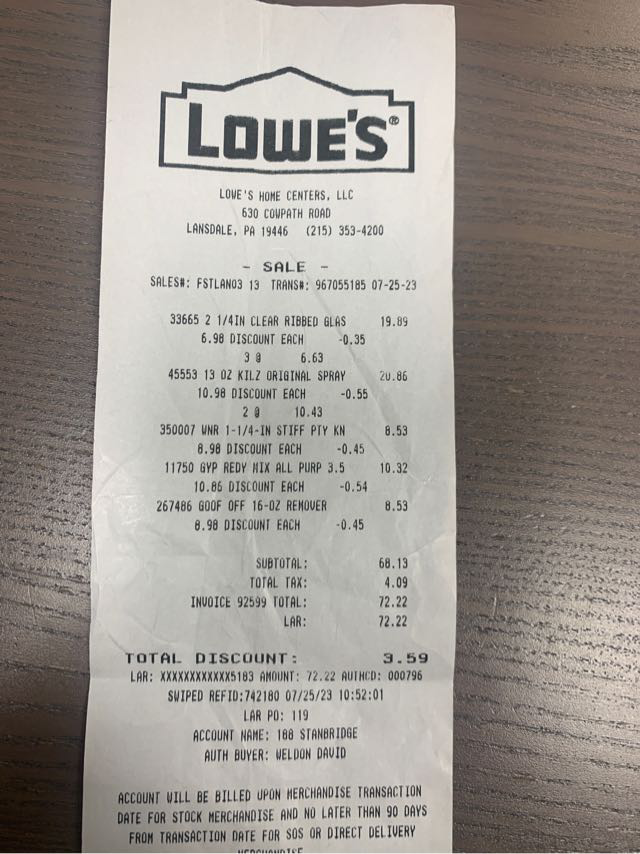 LOWE'S®
LOWE'S HOME CENTERS, LLC
630 COWPATH ROAD
LANSDALE, PA 19446 (215) 353-4200
- SALE -
SALES#: FSTLAN03 13 TRANS#: 967055185 07-25-23
33665 2 1/4IN CLEAR RIBBED GLAS 19.89
6.98 DISCOUNT EACH -0.35
3 @ 6.63
45553 13 OZ KILZ ORIGINAL SPRAY 20.86
10.98 DISCOUNT EACH -0.55
2 @ 10.43
350007 WNR 1-1/4-IN STIFF PTY KN 8.53
8.98 DISCOUNT EACH -0.45
11750 GYP REDY MIX ALL PURP 3.5 10.32
10.86 DISCOUNT EACH -0.54
267486 GOOF OFF 16-OZ REMOVER 8.53
8.98 DISCOUNT EACH -0.45
SUBTOTAL: 68.13
TOTAL TAX: 4.09
INVOICE 92599 TOTAL: 72.22
LAR: 72.22
TOTAL DISCOUNT: 3.59
LAR: XXXXXXXXXXXX5183 AMOUNT: 72.22 AUTHCD: 000796
SWIPED REFID:742180 07/25/23 10:52:01
LAR PO: 119
ACCOUNT NAME: 188 STANBRIDGE
AUTH BUYER: WELDON DAVID
ACCOUNT WILL BE BILLED UPON MERCHANDISE TRANSACTION
DATE FOR STOCK MERCHANDISE AND NO LATER THAN 90 DAYS
FROM TRANSACTION DATE FOR SOS OR DIRECT DELIVERY
MERCHANDISE